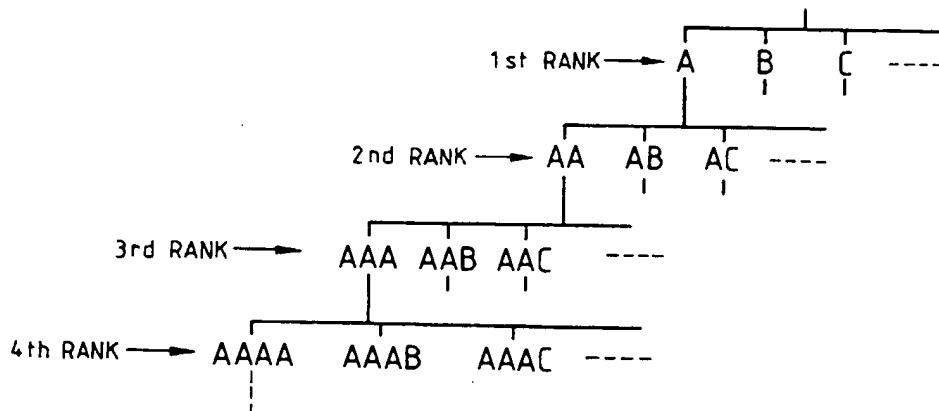 1st RANK A B C ----
2nd RANK AA AB AC ----
3rd RANK AAA AAB AAC ----
4th RANK AAAA AAAB AAAC ----